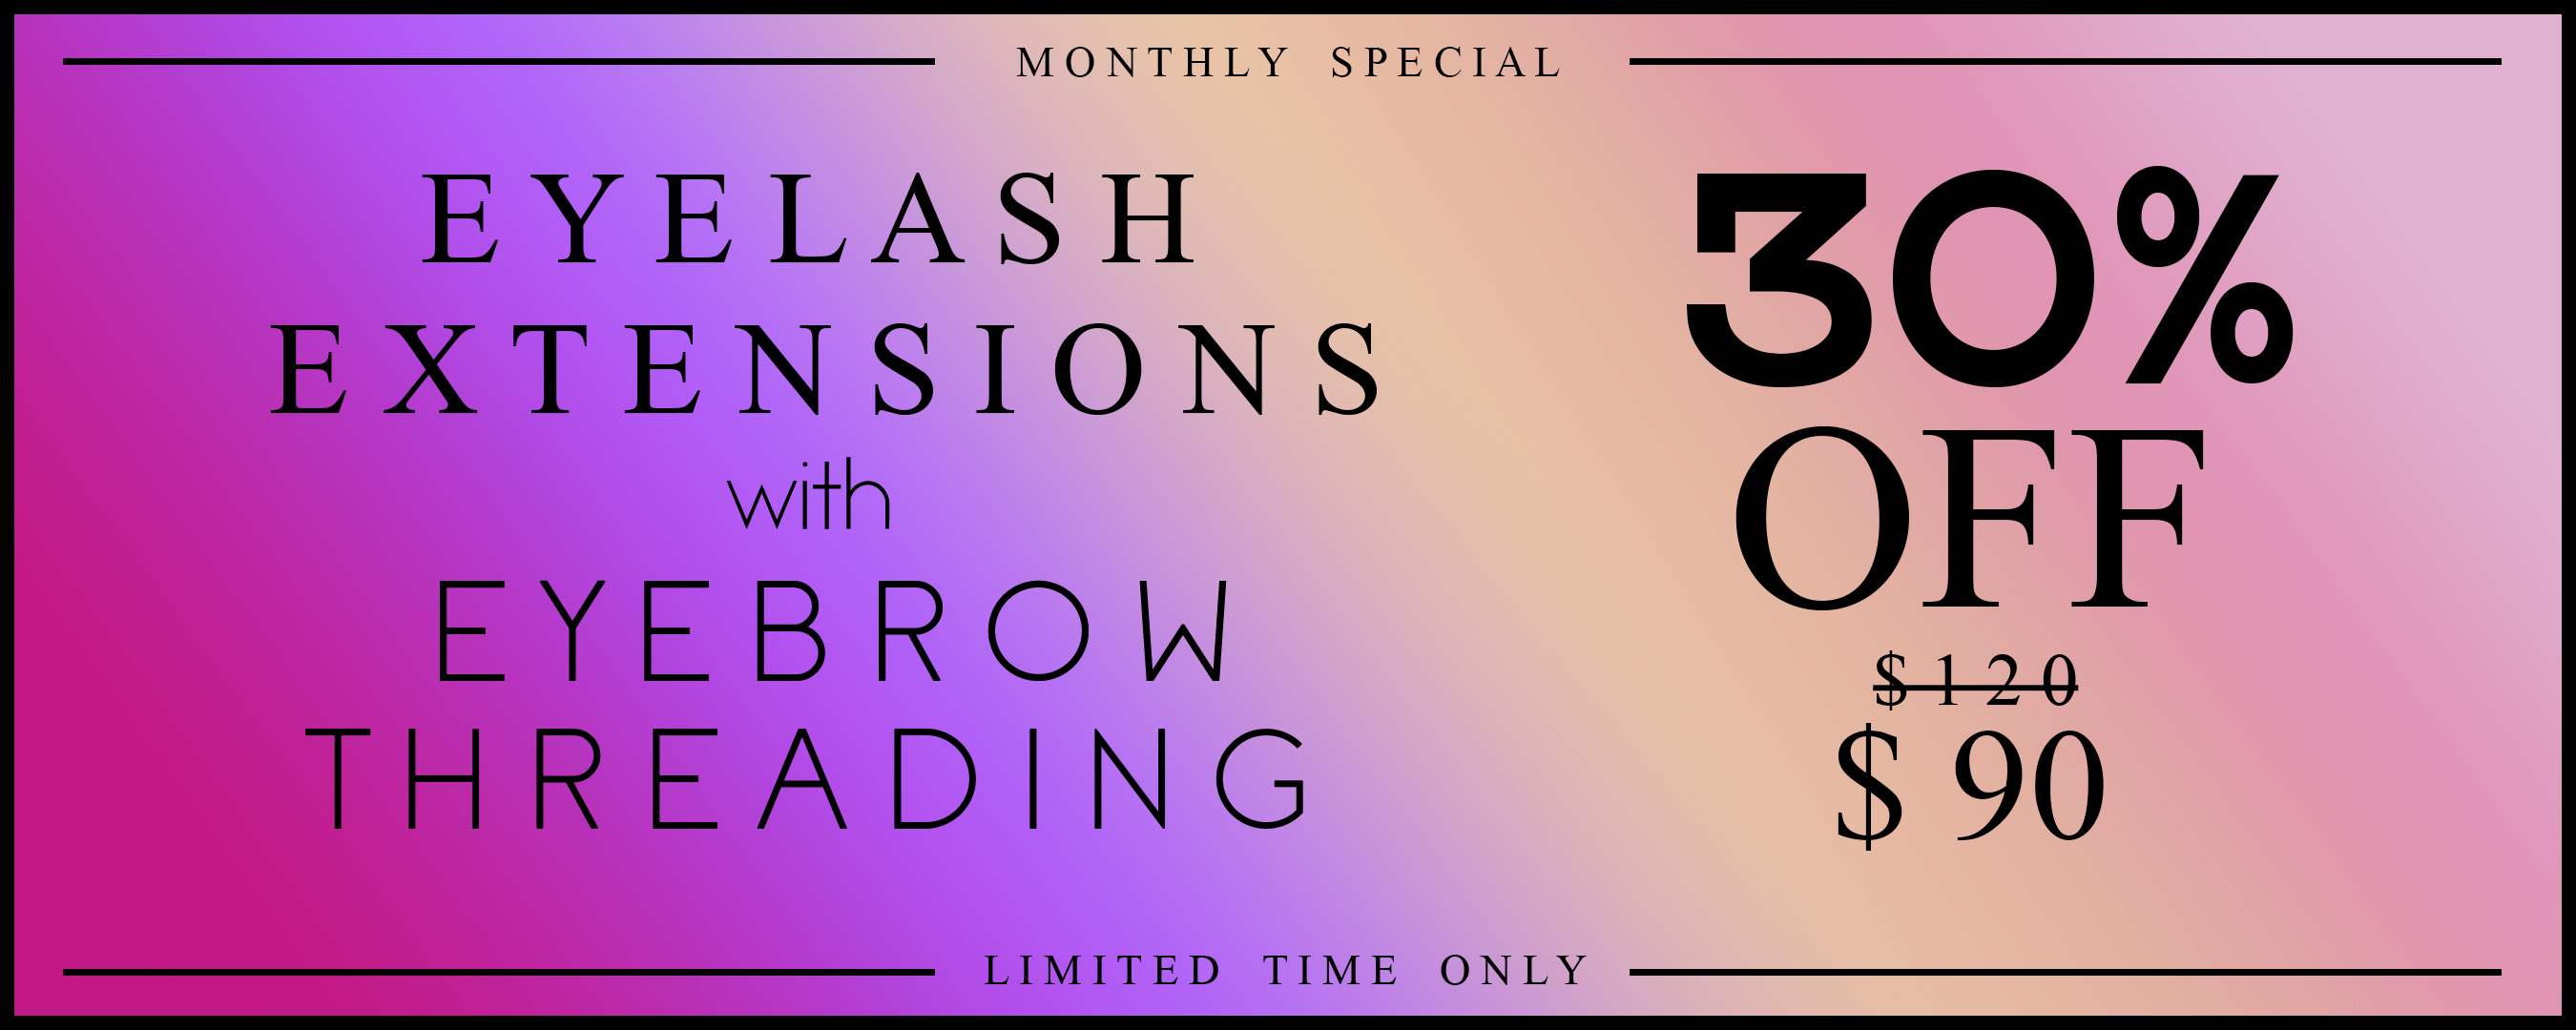 MONTHLY SPECIAL
EYELASH
EXTENSIONS
with
EYEBROW
THREADING
30%
OFF
$120
$ 90
LIMITED TIME ONLY